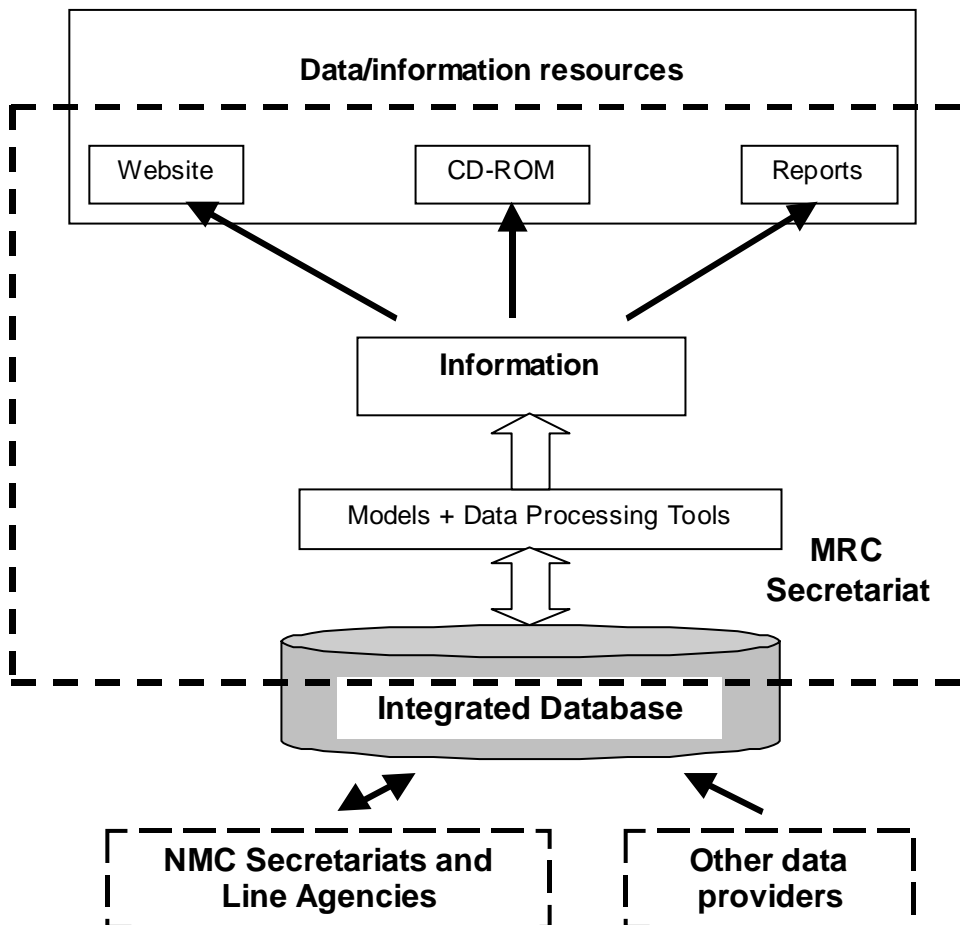 Data/information resources
Website
CD-ROM
Reports
Information
Models + Data Processing Tools
MRC
Secretariat
Integrated Database
NMC Secretariats and
Line Agencies
Other data
providers